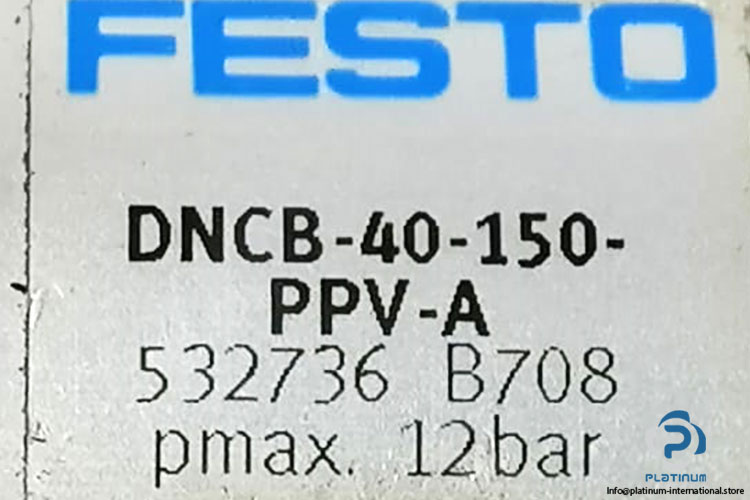 FESTO
DNCB-40-150-
PPV-A
532736 B708
pmax. 12bar
PLATINUM
Info@platinum-international.store